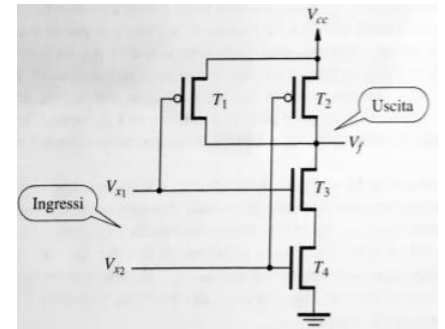 Vcc
T1
T2
Uscita
Vf
Vx1
T3
Ingressi
Vx2
T4